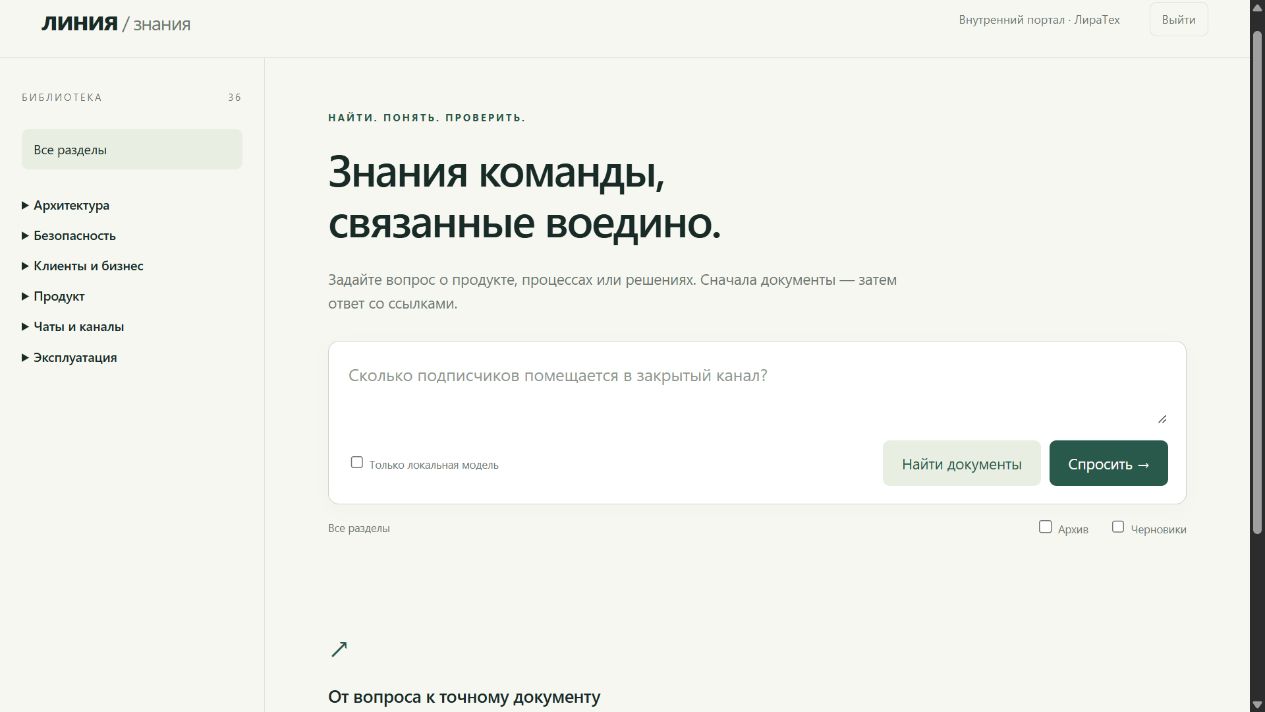 ЛИНИЯ / знания
Внутренний портал · ЛираТех
Выйти
БИБЛИОТЕКА 36
Все разделы
Архитектура
Безопасность
Клиенты и бизнес
Продукт
Чаты и каналы
Эксплуатация
НАЙТИ. ПОНЯТЬ. ПРОВЕРИТЬ.
Знания команды,
связанные воедино.
Задайте вопрос о продукте, процессах или решениях. Сначала документы — затем
ответ со ссылками.
Сколько подписчиков помещается в закрытый канал?
Только локальная модель
Найти документы
Спросить →
Все разделы
Архив
Черновики
От вопроса к точному документу